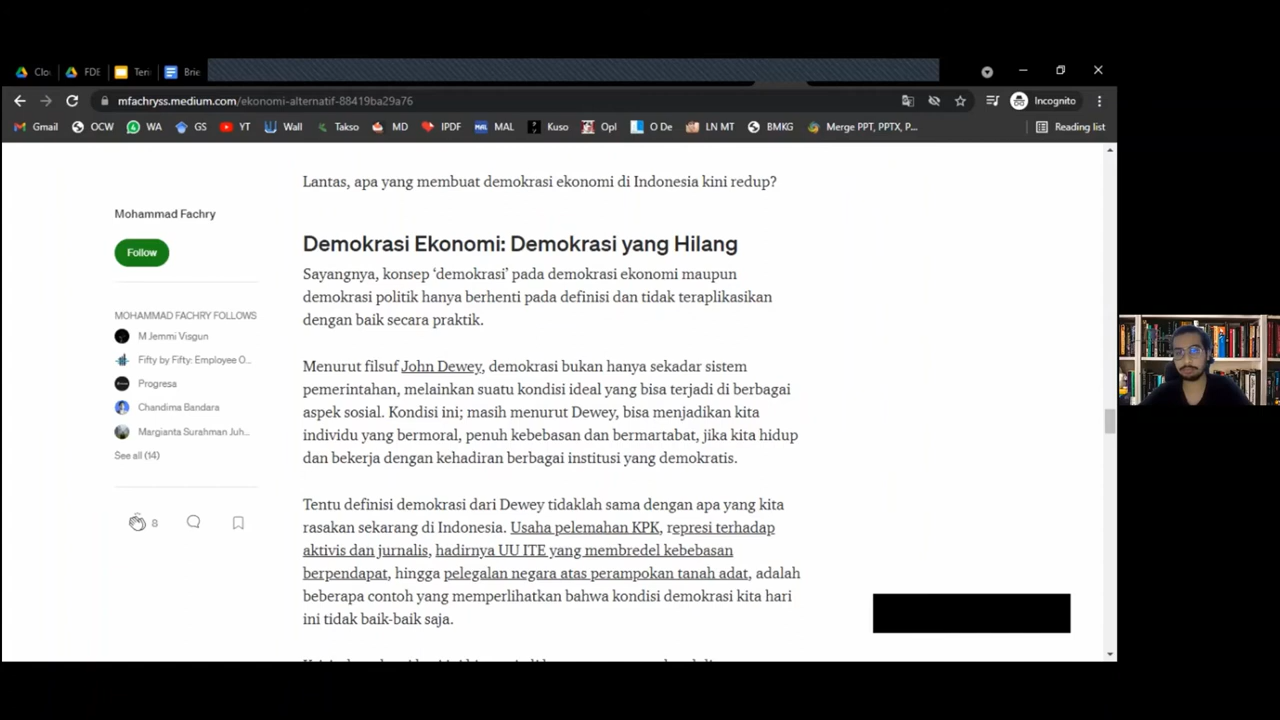 Clo
FDE
Teri
Brie
mfachryss.medium.com/ekonomi-alternatif-88419ba29a76
Incognito
Gmail
OCW
WA
GS
YT
Wall
Takso
MD
IPDF
MAL
Kuso
Opl
O De
LN MT
BMKG
Merge PPT, PPTX, P...
Reading list
Lantas, apa yang membuat demokrasi ekonomi di Indonesia kini redup?
Mohammad Fachry
Follow
MOHAMMAD FACHRY FOLLOWS
M Jemmi Visgun
Fifty by Fifty: Employee O...
Progresa
Chandima Bandara
Margianta Surahman Juh...
See all (14)
8
Demokrasi Ekonomi: Demokrasi yang Hilang
Sayangnya, konsep ‘demokrasi’ pada demokrasi ekonomi maupun
demokrasi politik hanya berhenti pada definisi dan tidak teraplikasikan
dengan baik secara praktik.
Menurut filsuf John Dewey, demokrasi bukan hanya sekadar sistem
pemerintahan, melainkan suatu kondisi ideal yang bisa terjadi di berbagai
aspek sosial. Kondisi ini; masih menurut Dewey, bisa menjadikan kita
individu yang bermoral, penuh kebebasan dan bermartabat, jika kita hidup
dan bekerja dengan kehadiran berbagai institusi yang demokratis.
Tentu definisi demokrasi dari Dewey tidaklah sama dengan apa yang kita
rasakan sekarang di Indonesia. Usaha pelemahan KPK, represi terhadap
aktivis dan jurnalis, hadirnya UU ITE yang membredel kebebasan
berpendapat, hingga pelegalan negara atas perampokan tanah adat, adalah
beberapa contoh yang memperlihatkan bahwa kondisi demokrasi kita hari
ini tidak baik-baik saja.